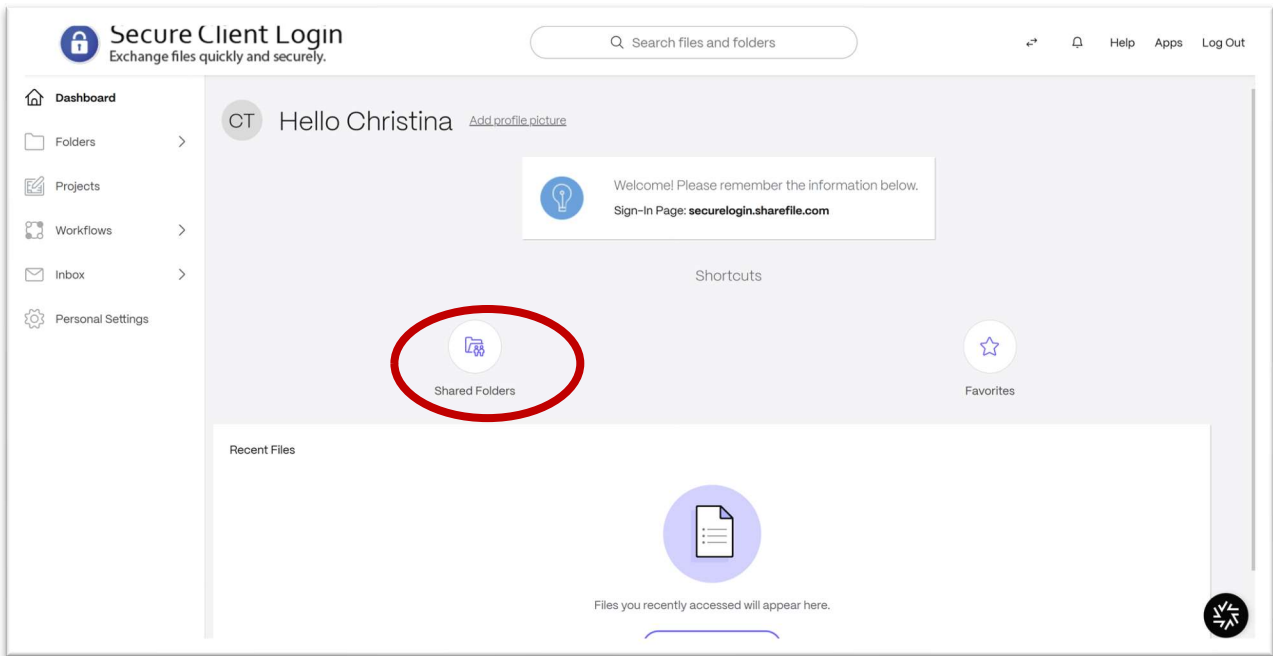 Secure Client Login
Exchange files quickly and securely.
Search files and folders
Help Apps Log Out
Dashboard
Folders
Projects
Workflows
Inbox
Personal Settings
CT Hello Christina Add profile picture
Welcome! Please remember the information below.
Sign-In Page: securelogin.sharefile.com
Shortcuts
Shared Folders
Favorites
Recent Files
Files you recently accessed will appear here.